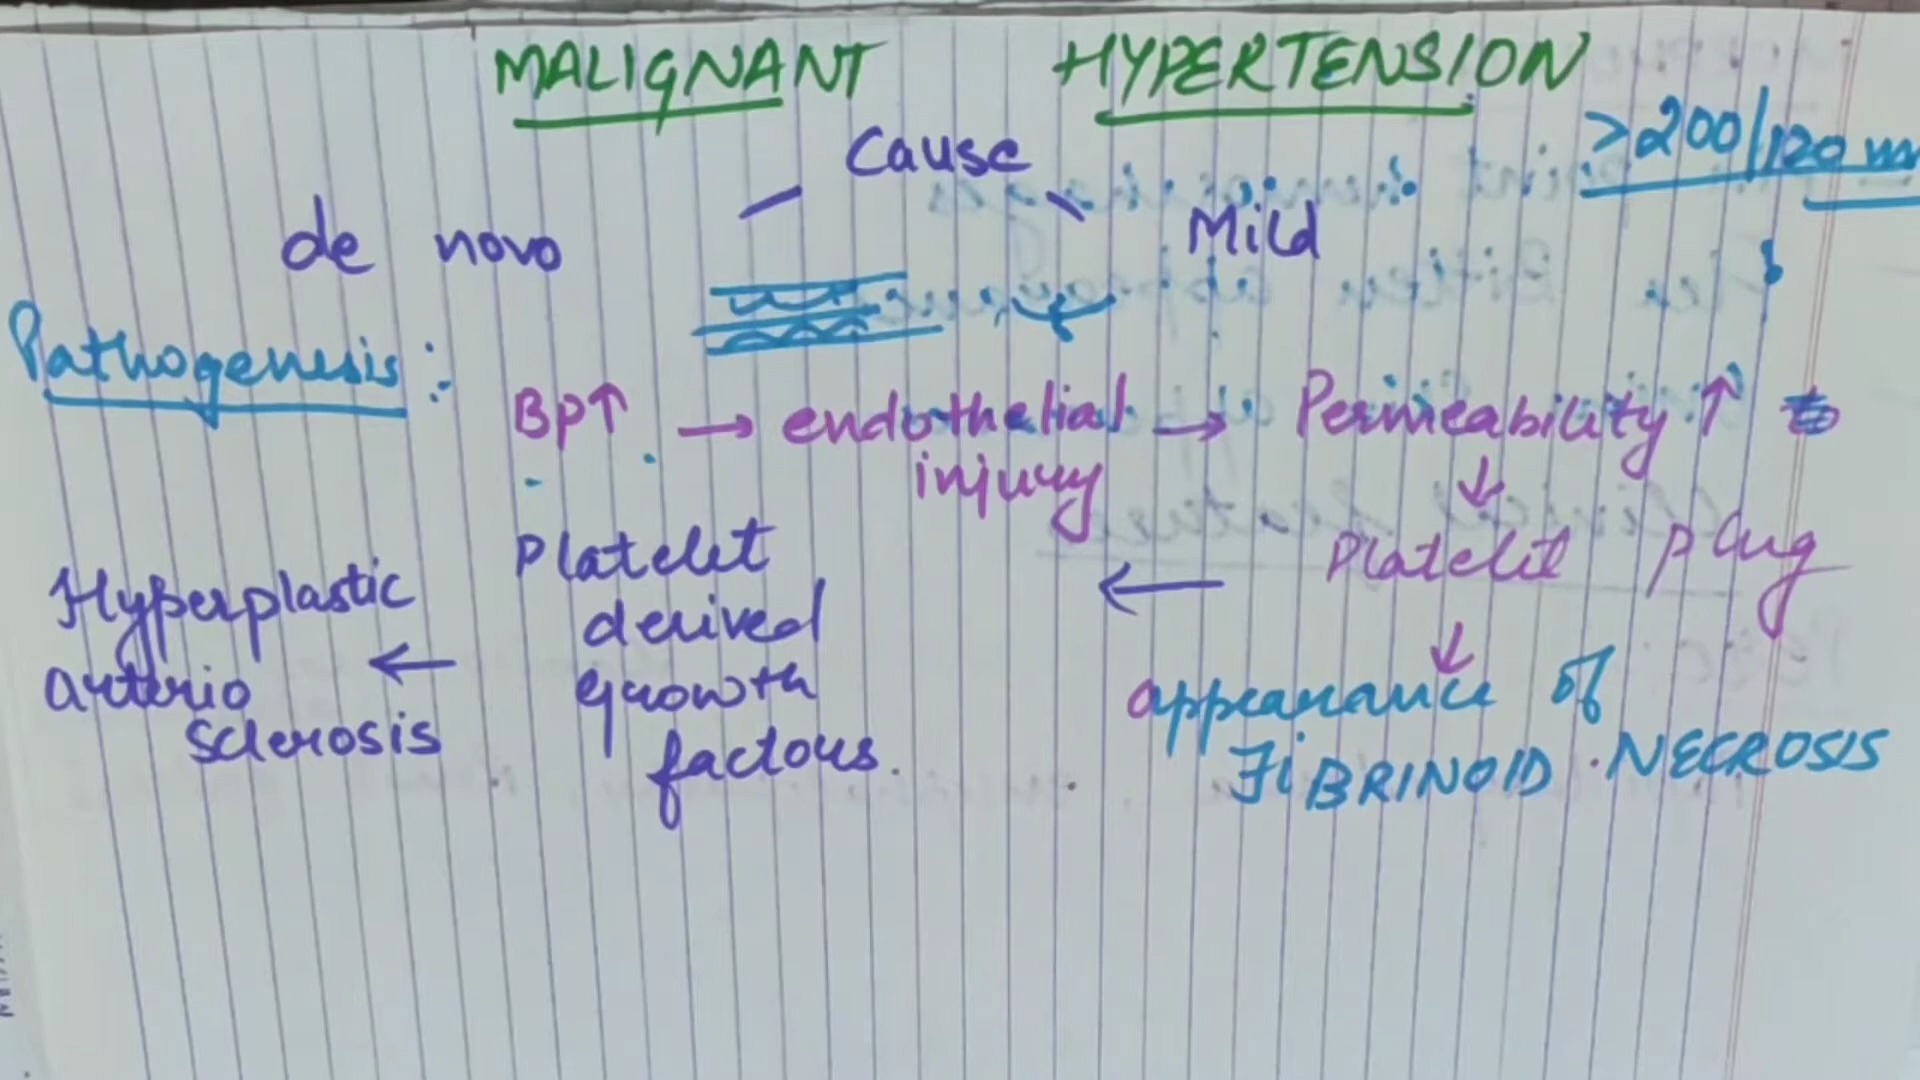 MALIGNANT HYPERTENSION
>200/120
Cause
de novo Mild
Pathogenesis:
BP↑ → endothelial injury → Permeability ↑
↓
Platelet plug
↓
appearance of
FIBRINOID NECROSIS
←
Platelet
derived
growth
factors.
←
Hyperplastic
arterio
sclerosis